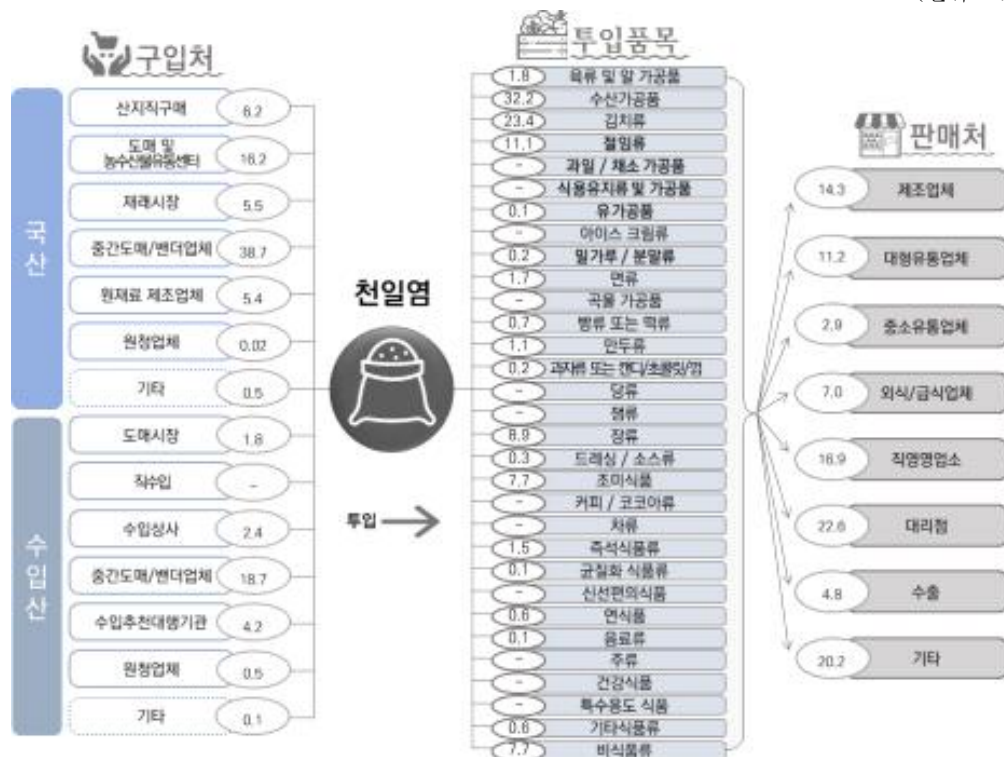 구입처
국산
산지직구매 6.2
도매 및
농수산물유통센터 16.2
재래시장 5.5
중간도매/벤더업체 38.7
원재료 제조업체 5.4
원청업체 0.02
기타 0.5
수입산
도매시장 1.8
직수입 -
수입상사 2.4
중간도매/벤더업체 18.7
수입추천대행기관 4.2
원청업체 0.5
기타 0.1
천일염
투입
투입품목
1.8 육류 및 알 가공품
32.2 수산가공품
23.4 김치류
11.1 절임류
- 과일 / 채소 가공품
- 식용유지류 및 가공품
0.1 유가공품
- 아이스 크림류
0.2 밀가루 / 분말류
1.7 면류
- 곡물 가공품
0.7 빵류 또는 떡류
1.1 만두류
0.2 과자류 또는 캔디/초콜릿/껌
- 당류
- 잼류
8.9 장류
0.3 드레싱 / 소스류
7.7 조미식품
- 커피 / 코코아류
- 차류
1.5 즉석식품류
0.1 균질화 식품류
- 신선편의식품
0.6 연식품
0.1 음료류
- 주류
- 건강식품
- 특수용도 식품
0.6 기타식품류
7.7 비식품류
판매처
14.3 제조업체
11.2 대형유통업체
2.9 중소유통업체
7.0 외식/급식업체
16.9 직영영업소
22.6 대리점
4.8 수출
20.2 기타